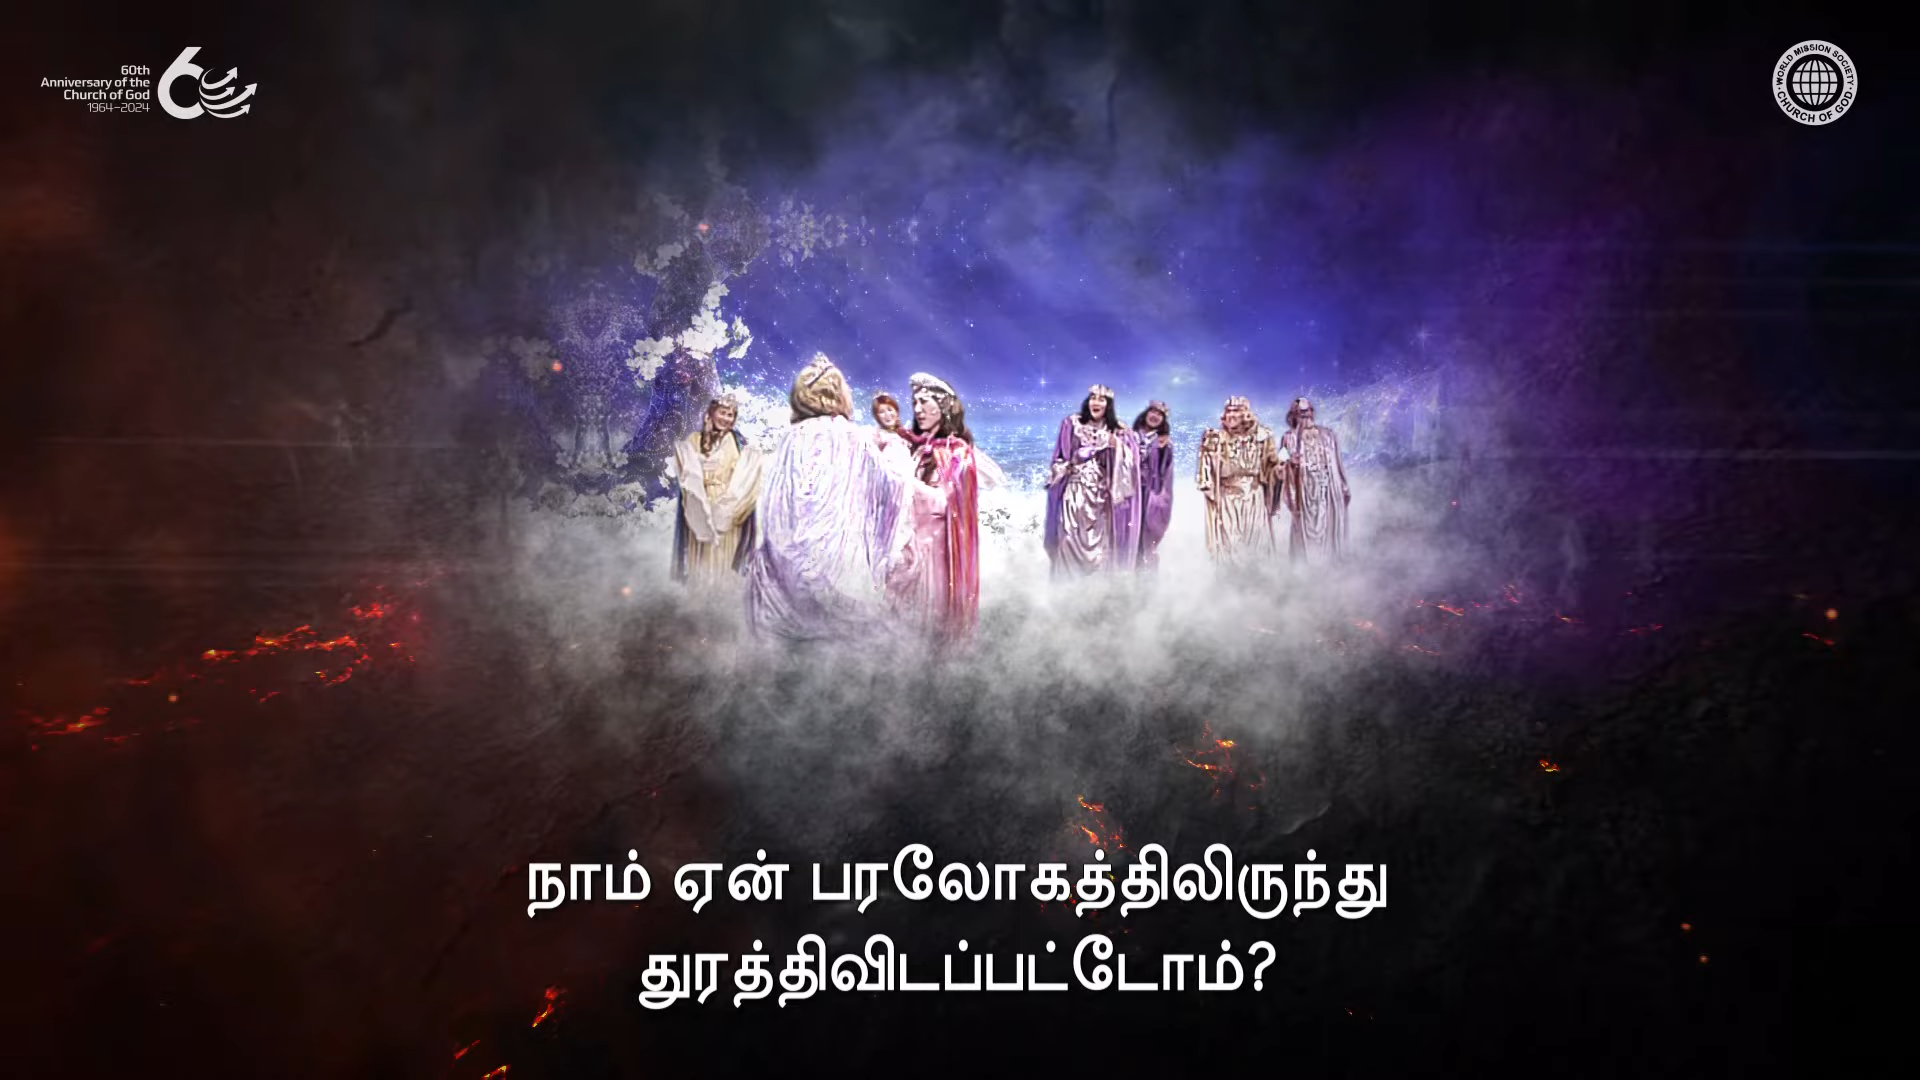 60th
Anniversary of the
Church of God
1964–2024
60
WORLD MISSION SOCIETY
CHURCH OF GOD
நாம் ஏன் பரலோகத்திலிருந்து
துரத்திவிடப்பட்டோம்?